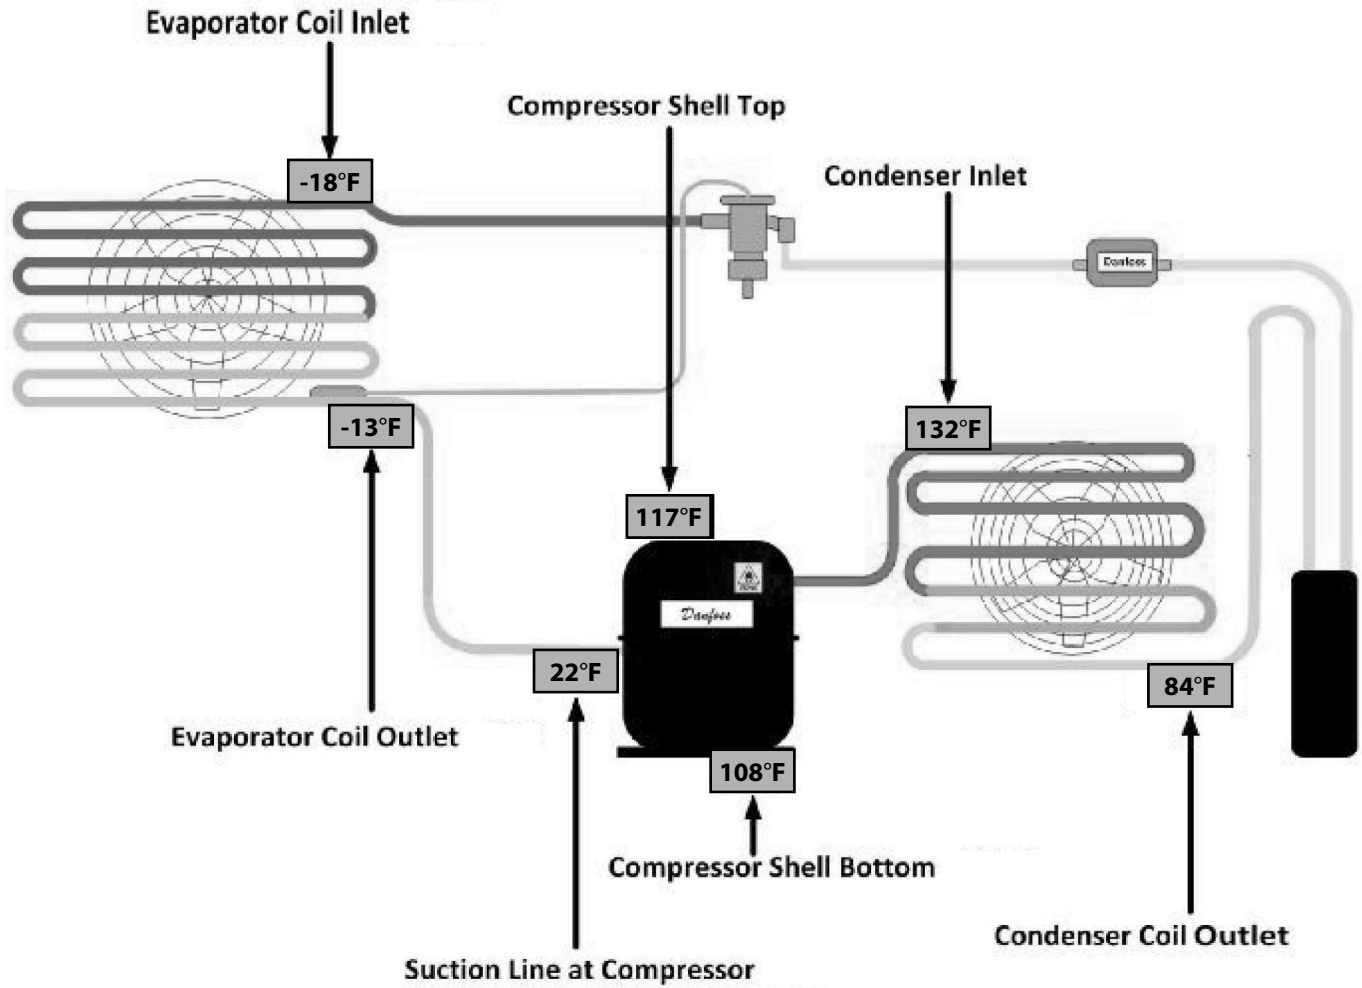 Evaporator Coil Inlet
Compressor Shell Top
-18°F
Condenser Inlet
Danfoss
-13°F
132°F
117°F
Danfoss
22°F
84°F
Evaporator Coil Outlet
108°F
Compressor Shell Bottom
Condenser Coil Outlet
Suction Line at Compressor